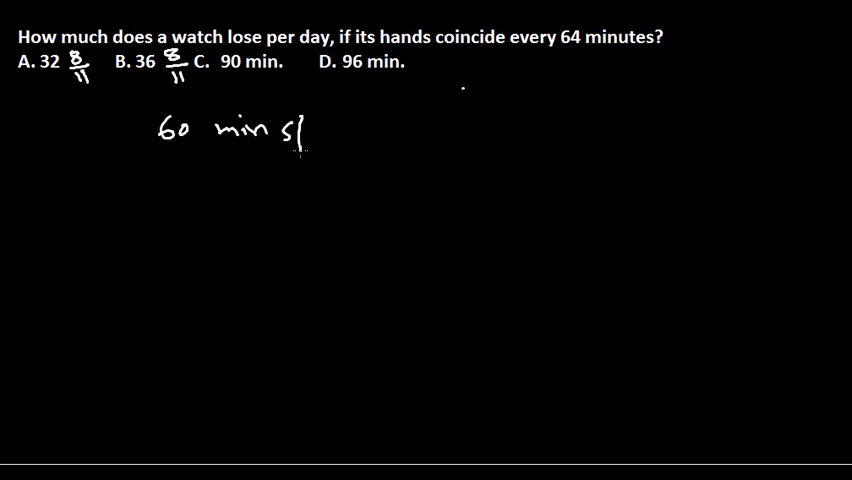 How much does a watch lose per day, if its hands coincide every 64 minutes?
A. 32 8/11 B. 36 8/11 C. 90 min. D. 96 min.
60 min s